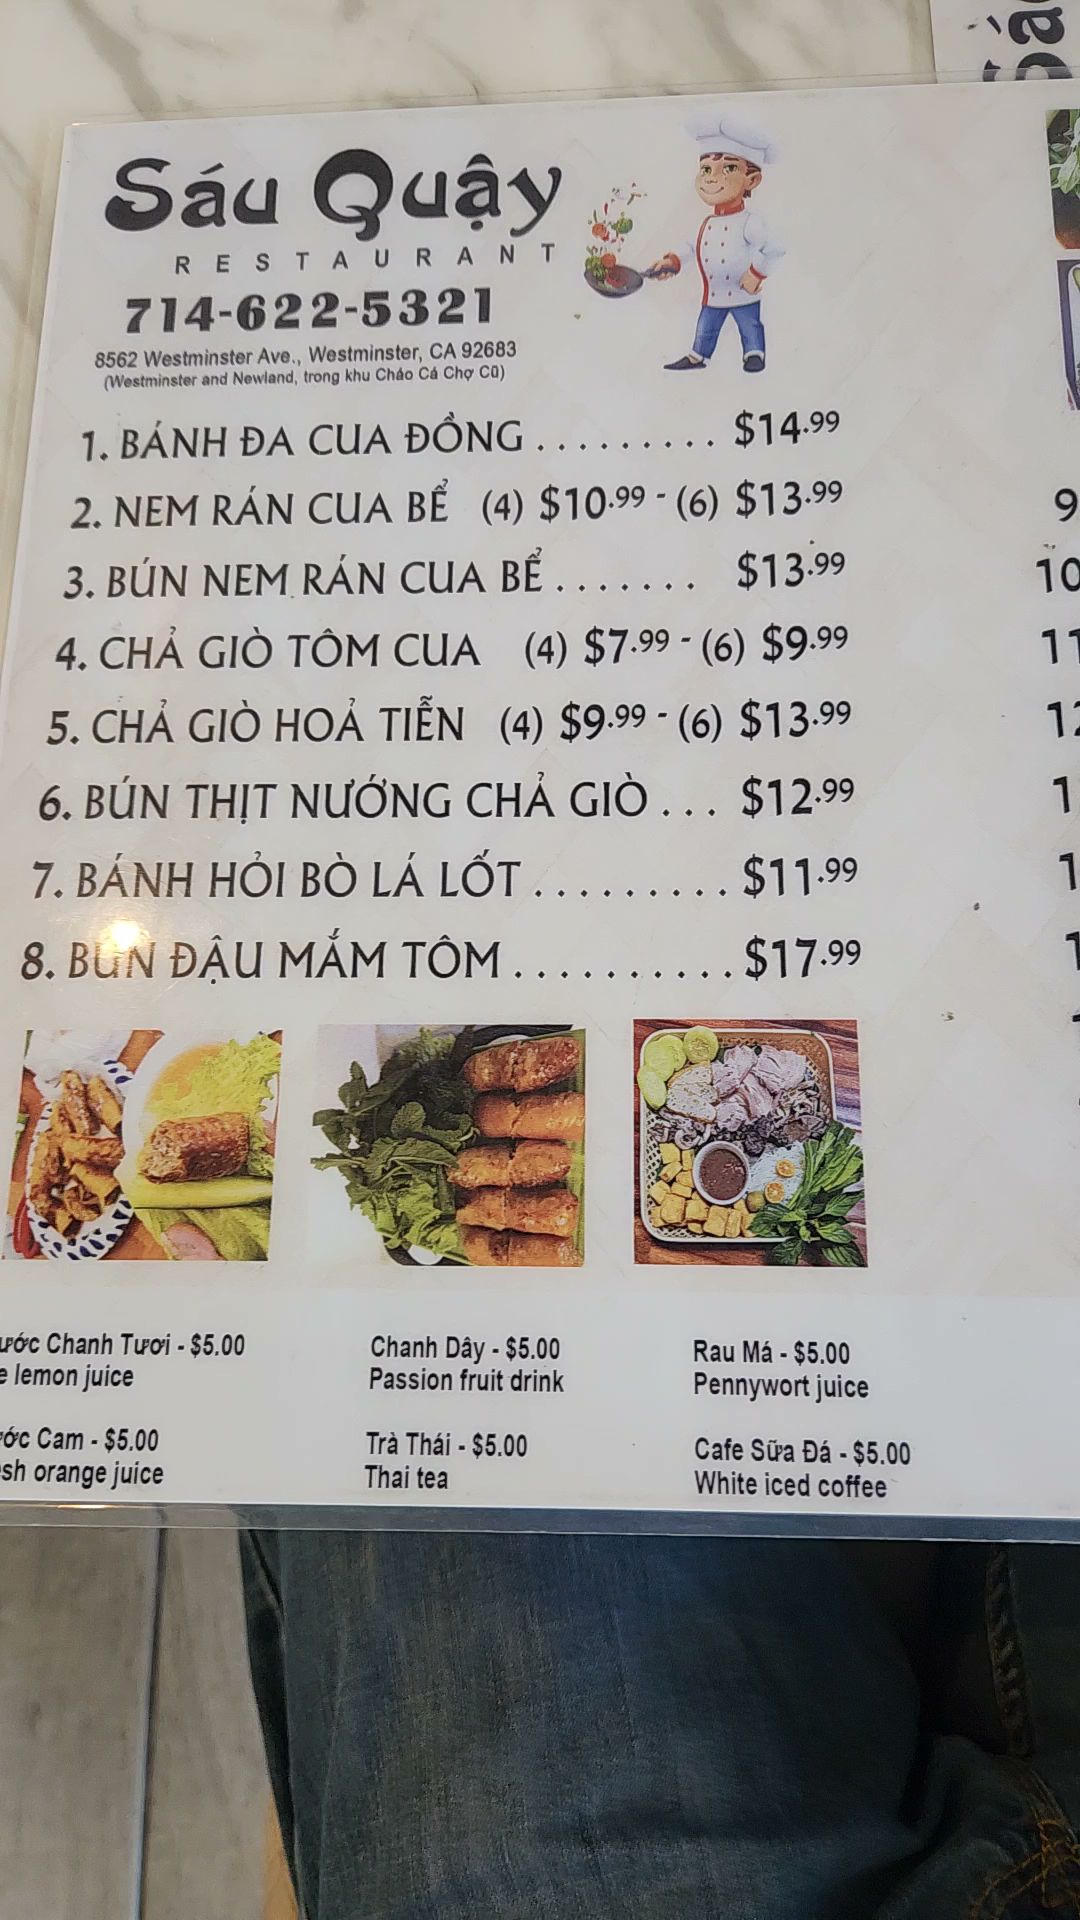 Sáu
Sáu Quậy
RESTAURANT
714-622-5321
8562 Westminster Ave., Westminster, CA 92683
(Westminster and Newland, trong khu Cháo Cá Chợ Cũ)
1. BÁNH ĐA CUA ĐỒNG ......... $14.99
2. NEM RÁN CUA BỂ (4) $10.99 - (6) $13.99
3. BÚN NEM RÁN CUA BỂ ....... $13.99
4. CHẢ GIÒ TÔM CUA (4) $7.99 - (6) $9.99
5. CHẢ GIÒ HOẢ TIỄN (4) $9.99 - (6) $13.99
6. BÚN THỊT NƯỚNG CHẢ GIÒ ... $12.99
7. BÁNH HỎI BÒ LÁ LỐT ......... $11.99
8. BÚN ĐẬU MẮM TÔM .......... $17.99
9
10
11
Chanh Tươi - $5.00
lemon juice
Cam - $5.00
orange juice
Chanh Dây - $5.00
Passion fruit drink
Trà Thái - $5.00
Thai tea
Rau Má - $5.00
Pennywort juice
Cafe Sữa Đá - $5.00
White iced coffee